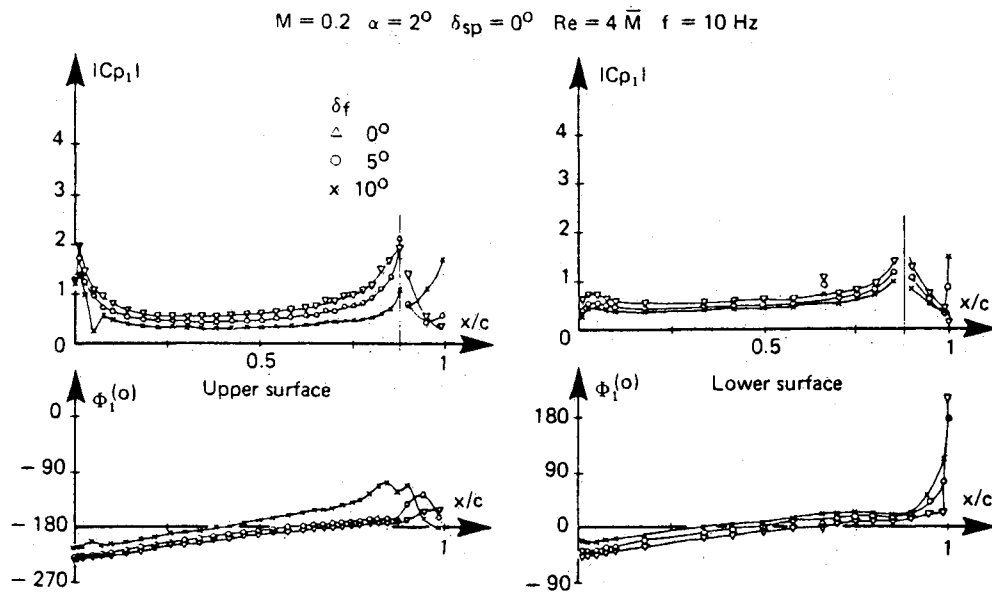 M = 0.2 α = 2° δsp = 0° Re = 4 M̅ f = 10 Hz
|Cp₁|
4
3
2
1
0
0.5
1
x/c
δf
△ 0°
○ 5°
× 10°
|Cp₁|
4
3
2
1
0
0.5
1
x/c
Φ₁(°)
Upper surface
0
− 90
− 180
− 270
x/c
1
Φ₁(°)
Lower surface
180
90
0
− 90
x/c
1